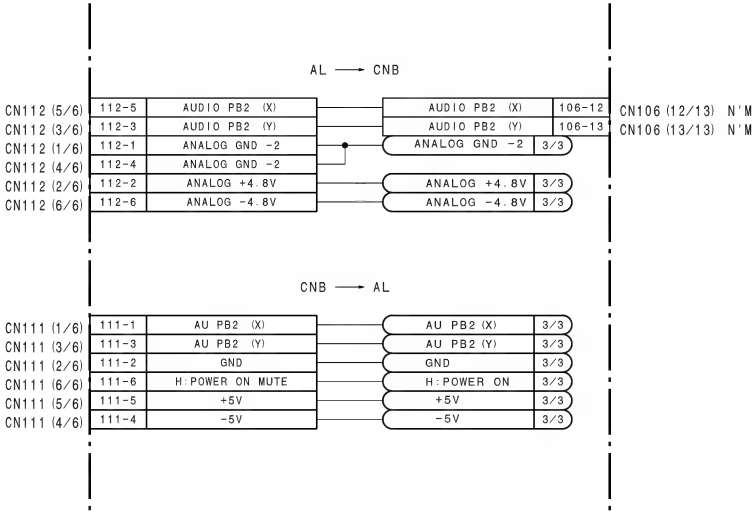 AL → CNB
CN112 (5/6) 112-5 AUDIO PB2 (X) AUDIO PB2 (X) 106-12 CN106 (12/13) N'M
CN112 (3/6) 112-3 AUDIO PB2 (Y) AUDIO PB2 (Y) 106-13 CN106 (13/13) N'M
CN112 (1/6) 112-1 ANALOG GND -2 ANALOG GND -2 3/3
CN112 (4/6) 112-4 ANALOG GND -2
CN112 (2/6) 112-2 ANALOG +4.8V ANALOG +4.8V 3/3
CN112 (6/6) 112-6 ANALOG -4.8V ANALOG -4.8V 3/3
CNB → AL
CN111 (1/6) 111-1 AU PB2 (X) AU PB2 (X) 3/3
CN111 (3/6) 111-3 AU PB2 (Y) AU PB2 (Y) 3/3
CN111 (2/6) 111-2 GND GND 3/3
CN111 (6/6) 111-6 H:POWER ON MUTE H:POWER ON 3/3
CN111 (5/6) 111-5 +5V +5V 3/3
CN111 (4/6) 111-4 -5V -5V 3/3